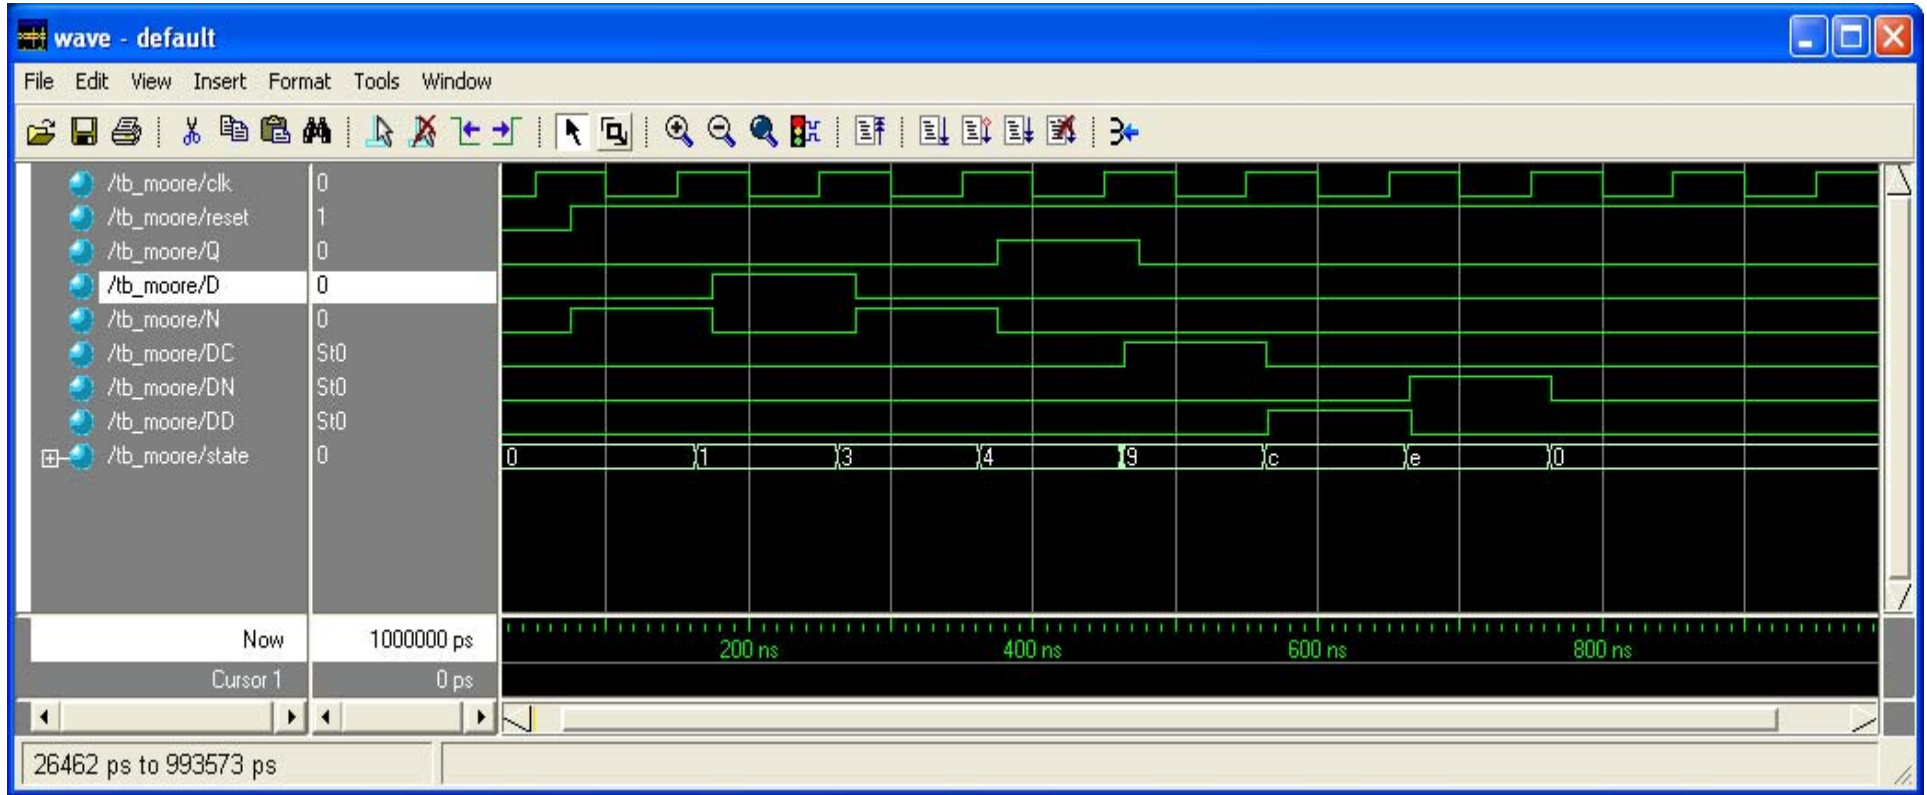 wave - default
File Edit View Insert Format Tools Window
/tb_moore/clk 0
/tb_moore/reset 1
/tb_moore/Q 0
/tb_moore/D 0
/tb_moore/N 0
/tb_moore/DC St0
/tb_moore/DN St0
/tb_moore/DD St0
/tb_moore/state 0 0 1 3 4 9 c e 0
Now 1000000 ps 200 ns 400 ns 600 ns 800 ns
Cursor 1 0 ps
26462 ps to 993573 ps